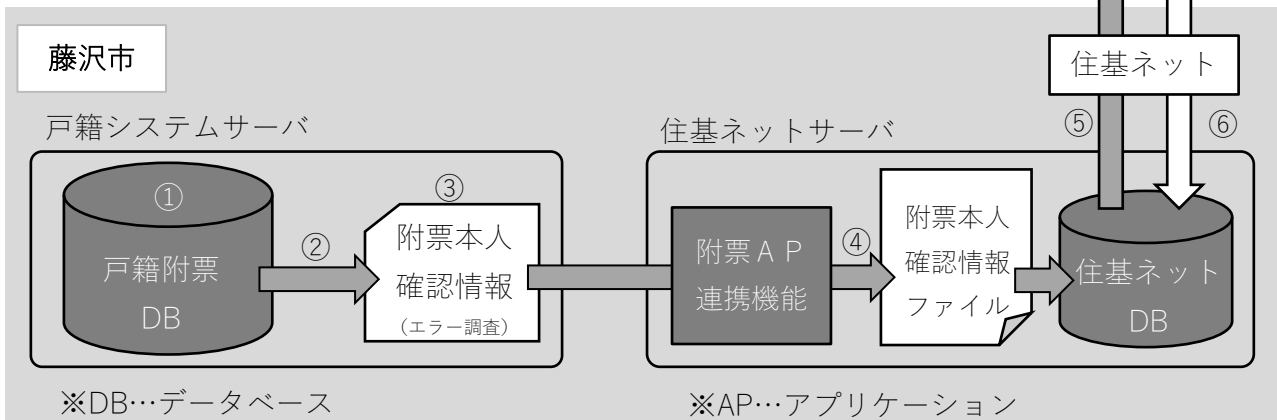 藤沢市
住基ネット
⑤
⑥
戸籍システムサーバ
住基ネットサーバ
①
戸籍附票
DB
②
③
附票本人
確認情報
(エラー調査)
附票ＡＰ
連携機能
④
附票本人
確認情報
ファイル
住基ネット
DB
※DB…データベース
※AP…アプリケーション